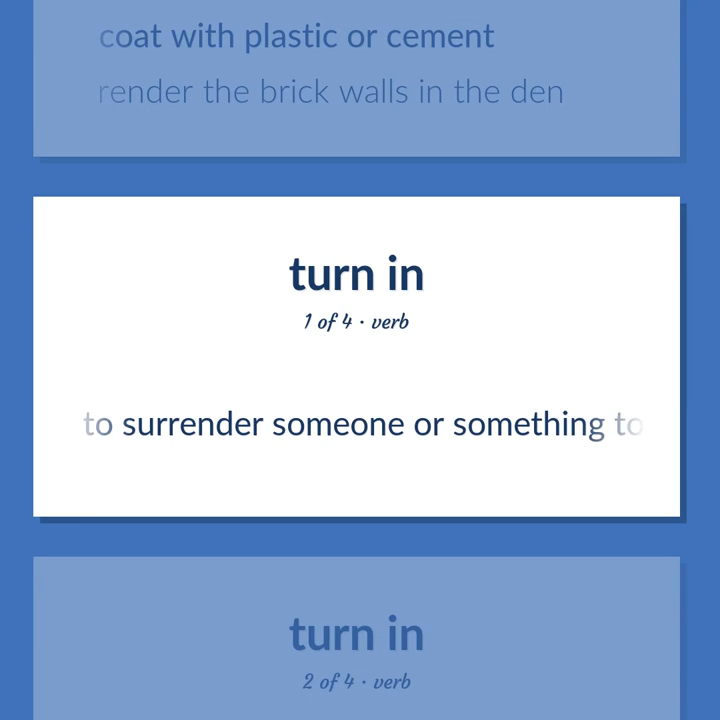 coat with plastic or cement
render the brick walls in the den
turn in
1 of 4 · verb
to surrender someone or something to
turn in
2 of 4 · verb